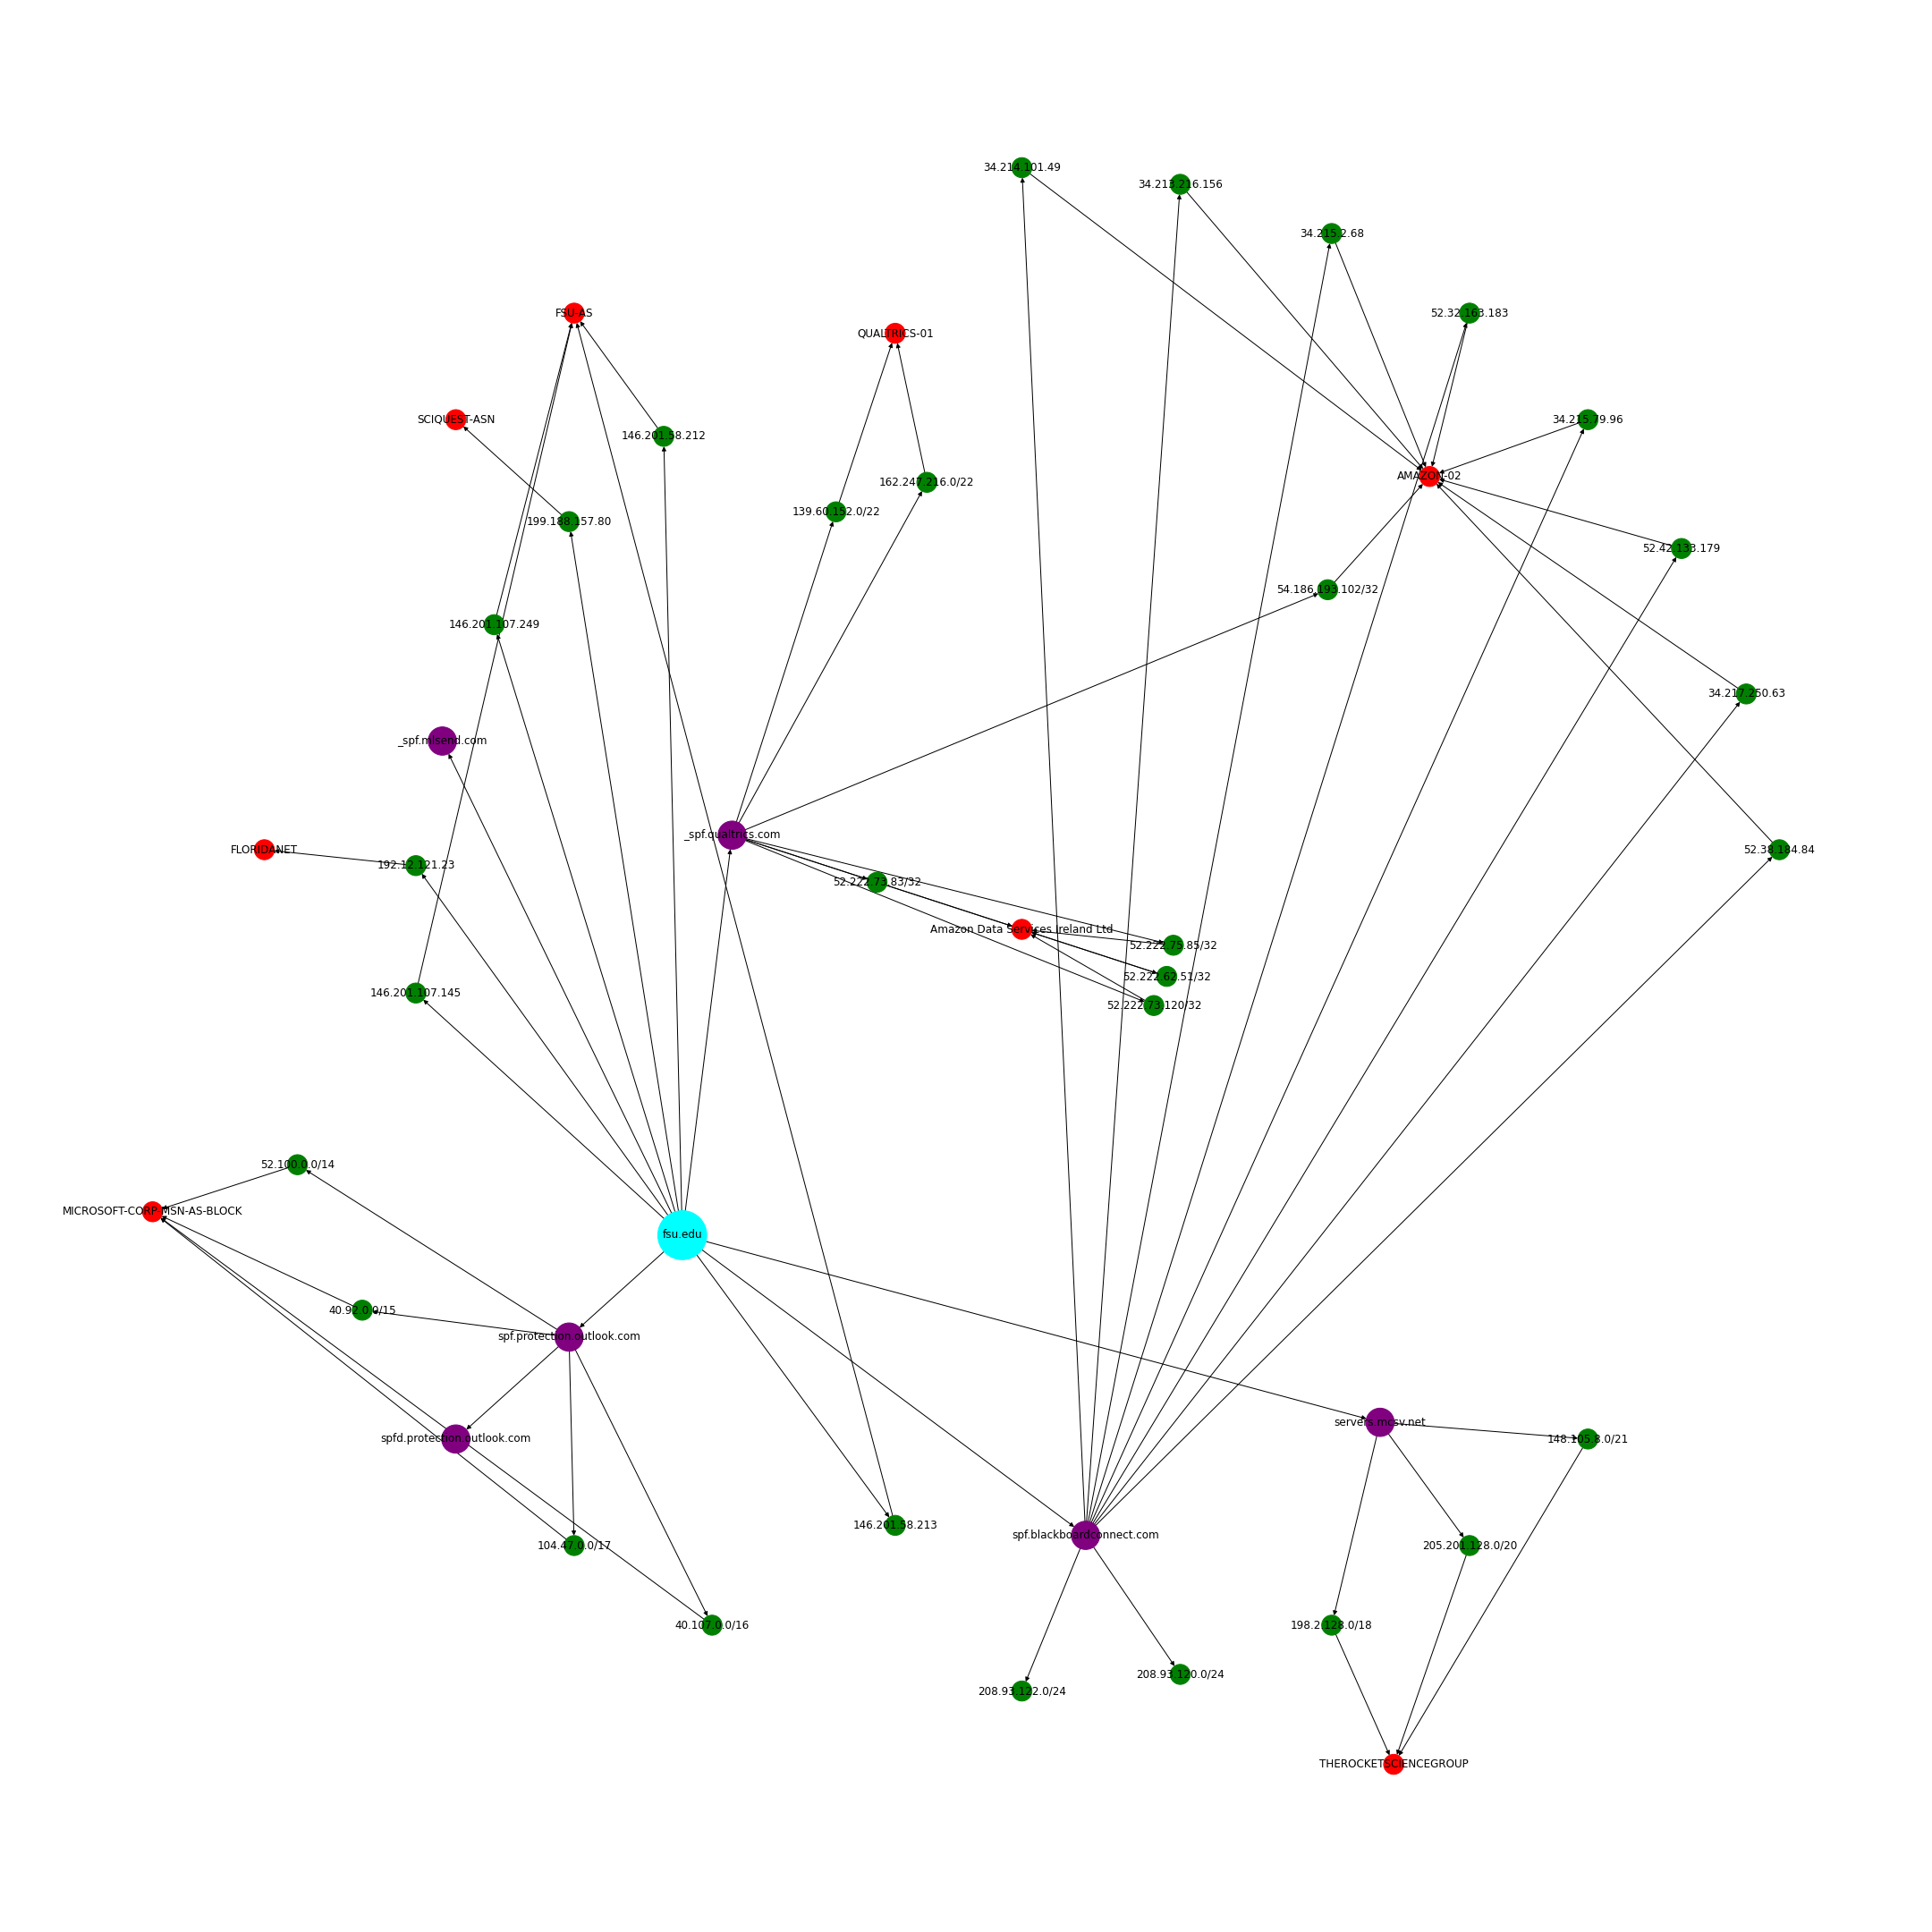 34.214.101.49
34.213.216.156
34.215.2.68
FSU-AS
52.32.163.183
QUALTRICS-01
SCIQUEST-ASN
34.215.79.96
146.201.58.212
AMAZON-02
162.247.216.0/22
139.60.152.0/22
199.188.157.80
52.42.133.179
54.186.193.102/32
146.201.107.249
34.217.250.63
_spf.misend.com
_spf.qualtrics.com
FLORIDANET
52.38.184.84
192.12.121.23
52.222.73.83/32
Amazon Data Services Ireland Ltd
52.222.75.85/32
52.222.62.51/32
146.201.107.145
52.222.73.120/32
52.100.0.0/14
MICROSOFT-CORP-MSN-AS-BLOCK
fsu.edu
40.92.0.0/15
spf.protection.outlook.com
servers.mcsv.net
spfd.protection.outlook.com
148.105.8.0/21
146.201.58.213
spf.blackboardconnect.com
104.47.0.0/17
205.201.128.0/20
40.107.0.0/16
198.2.128.0/18
208.93.120.0/24
208.93.122.0/24
THEROCKETSCIENCEGROUP